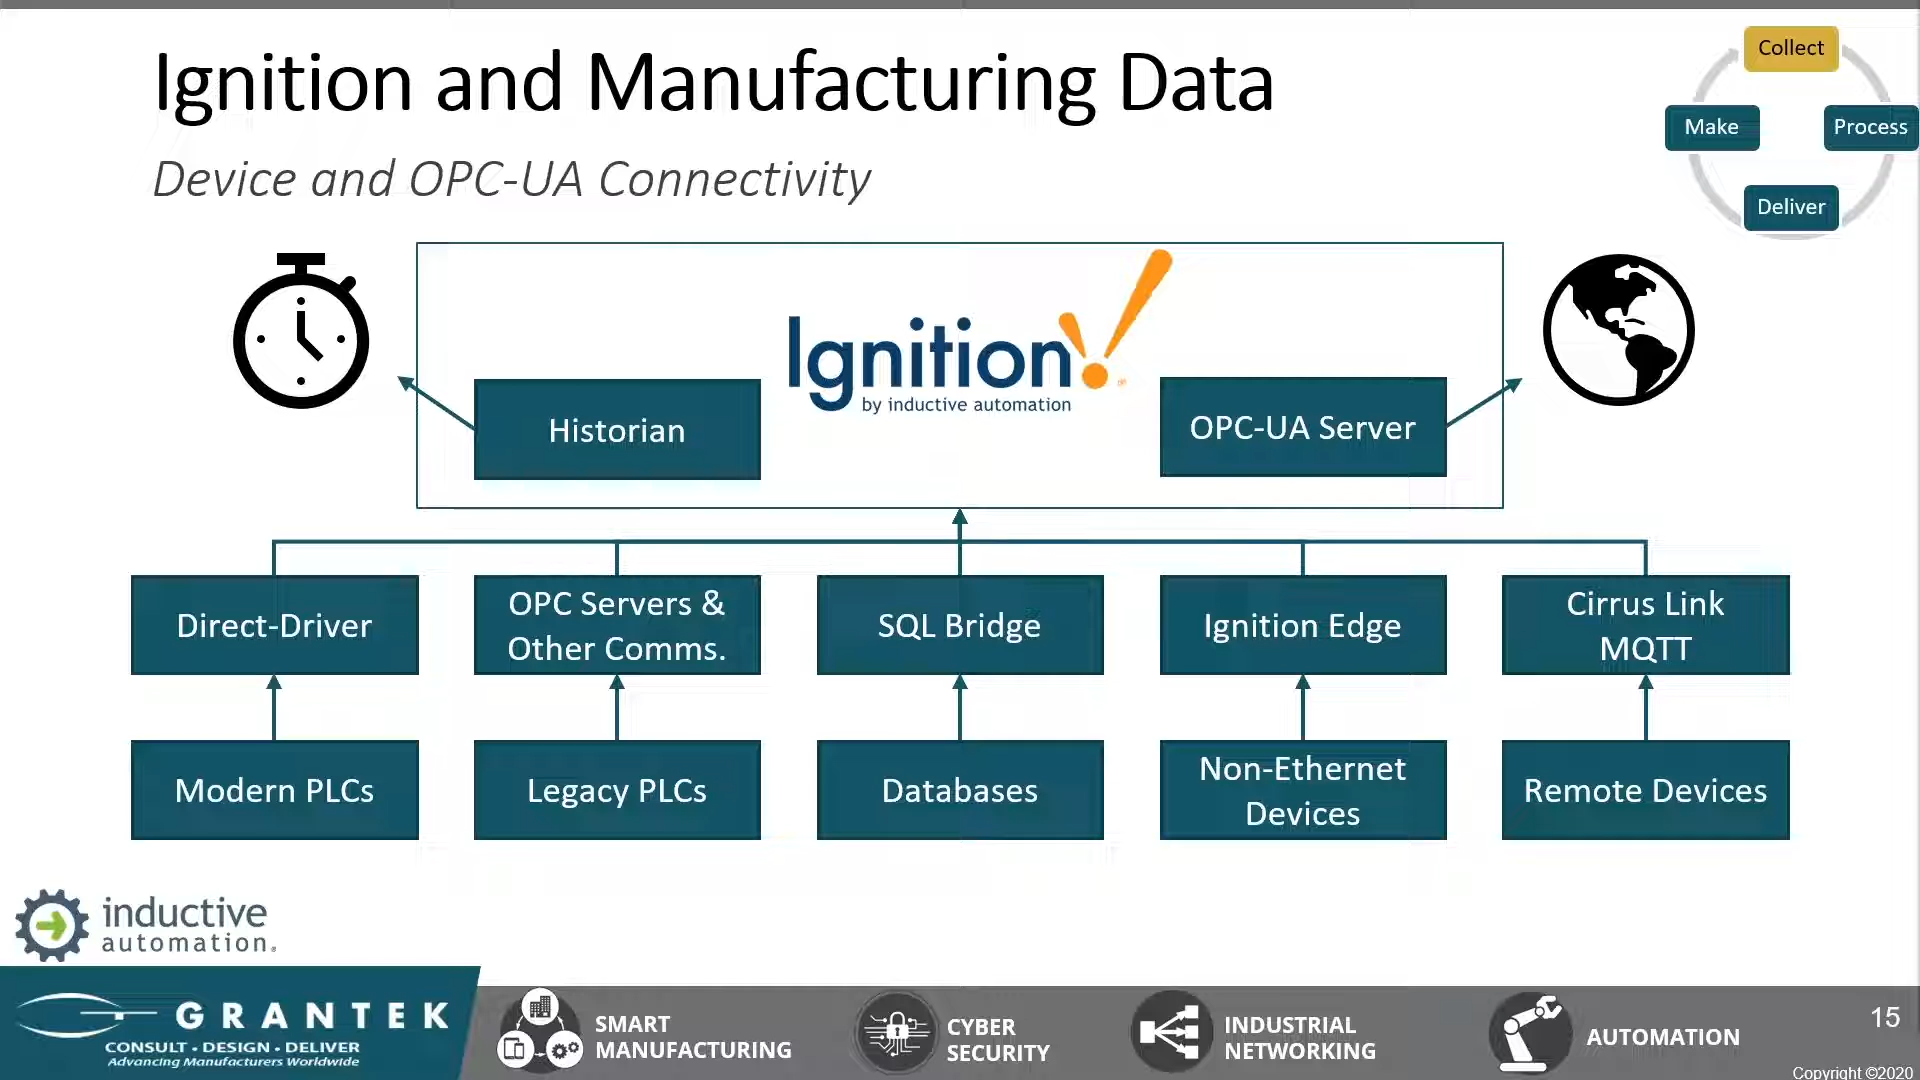 Ignition and Manufacturing Data
Device and OPC-UA Connectivity
Collect
Make
Process
Deliver
Ignition!
by inductive automation
Historian
OPC-UA Server
Direct-Driver
OPC Servers &
Other Comms.
SQL Bridge
Ignition Edge
Cirrus Link
MQTT
Modern PLCs
Legacy PLCs
Databases
Non-Ethernet
Devices
Remote Devices
inductive
automation.
GRANTEK
CONSULT • DESIGN • DELIVER
Advancing Manufacturers Worldwide
SMART
MANUFACTURING
CYBER
SECURITY
INDUSTRIAL
NETWORKING
AUTOMATION
15
Copyright ©2020